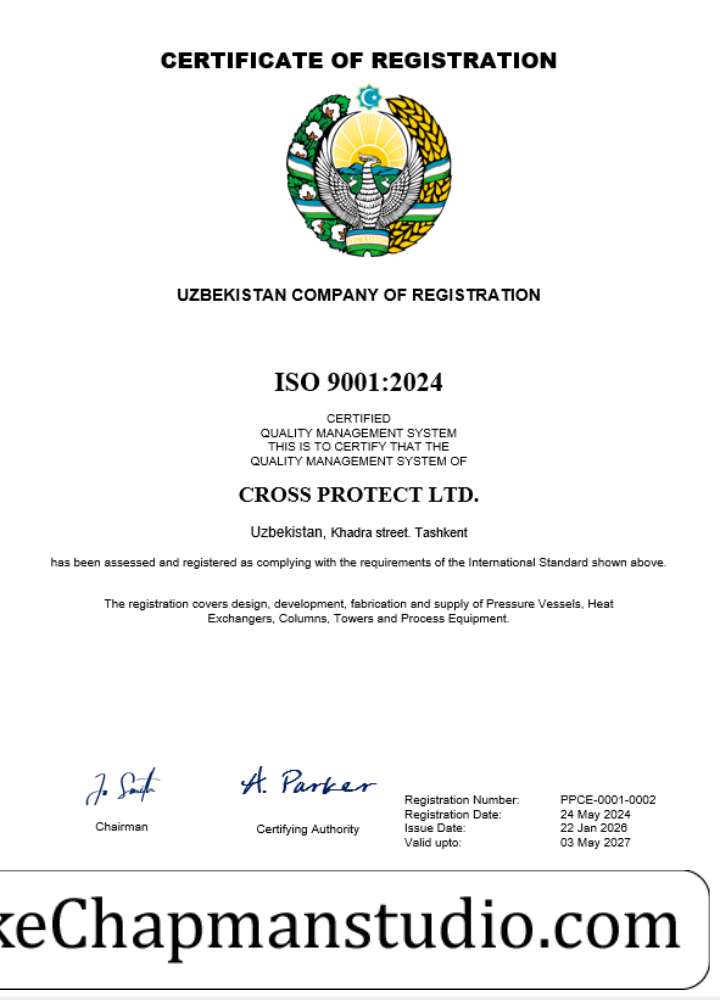 CERTIFICATE OF REGISTRATION
UZBEKISTAN COMPANY OF REGISTRATION
ISO 9001:2024
CERTIFIED
QUALITY MANAGEMENT SYSTEM
THIS IS TO CERTIFY THAT THE
QUALITY MANAGEMENT SYSTEM OF
CROSS PROTECT LTD.
Uzbekistan, Khadra street. Tashkent
has been assessed and registered as complying with the requirements of the International Standard shown above.
The registration covers design, development, fabrication and supply of Pressure Vessels, Heat
Exchangers, Columns, Towers and Process Equipment.
Jo Smith
A. Parker
Chairman
Certifying Authority
Registration Number: PPCE-0001-0002
Registration Date: 24 May 2024
Issue Date: 22 Jan 2026
Valid upto: 03 May 2027
keChapmanstudio.com